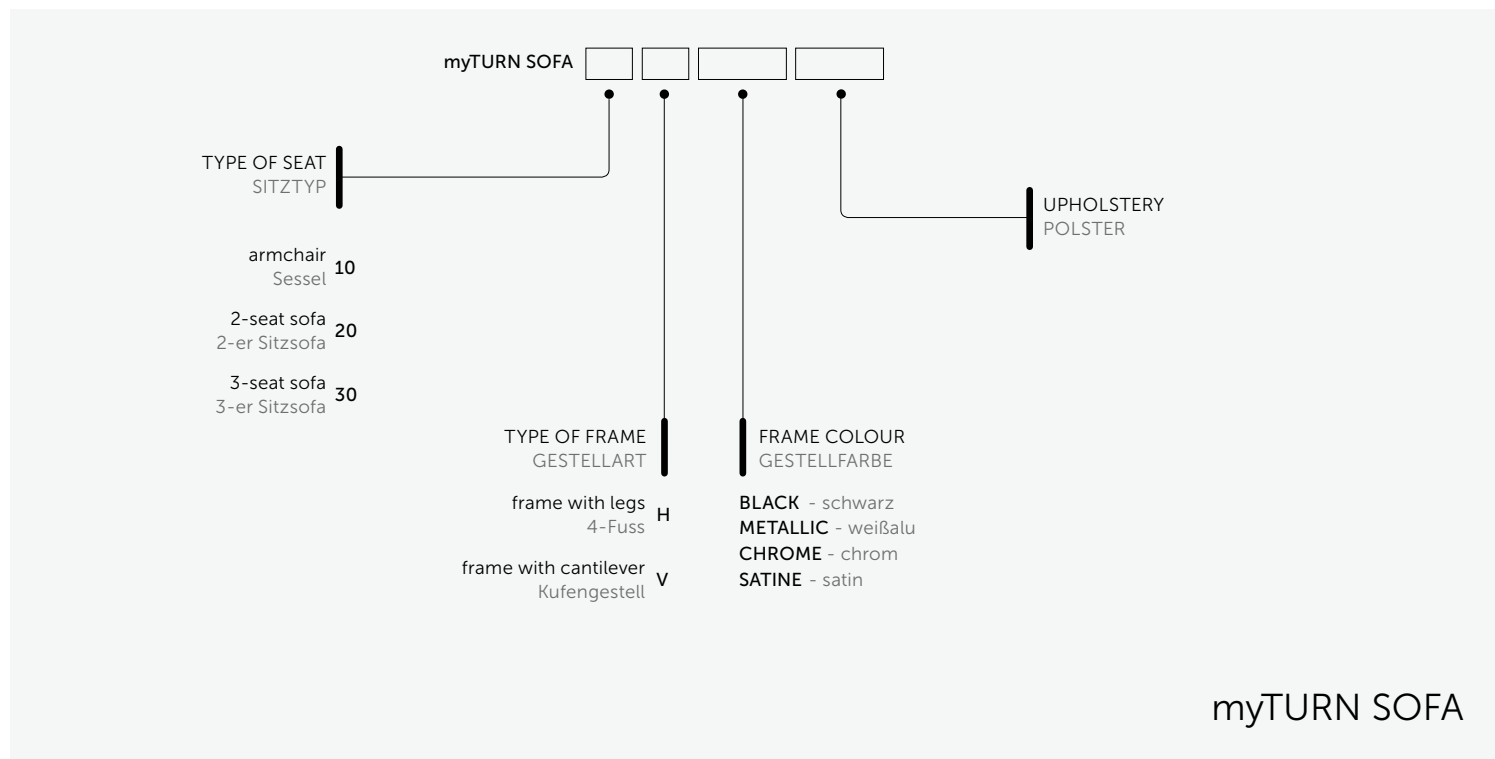 myTURN SOFA
TYPE OF SEAT
SITZTYP
armchair
Sessel
10
2-seat sofa
2-er Sitzsofa
20
3-seat sofa
3-er Sitzsofa
30
TYPE OF FRAME
GESTELLART
frame with legs
4-Fuss
H
frame with cantilever
Kufengestell
V
FRAME COLOUR
GESTELLFARBE
BLACK - schwarz
METALLIC - weißalu
CHROME - chrom
SATINE - satin
UPHOLSTERY
POLSTER
myTURN SOFA